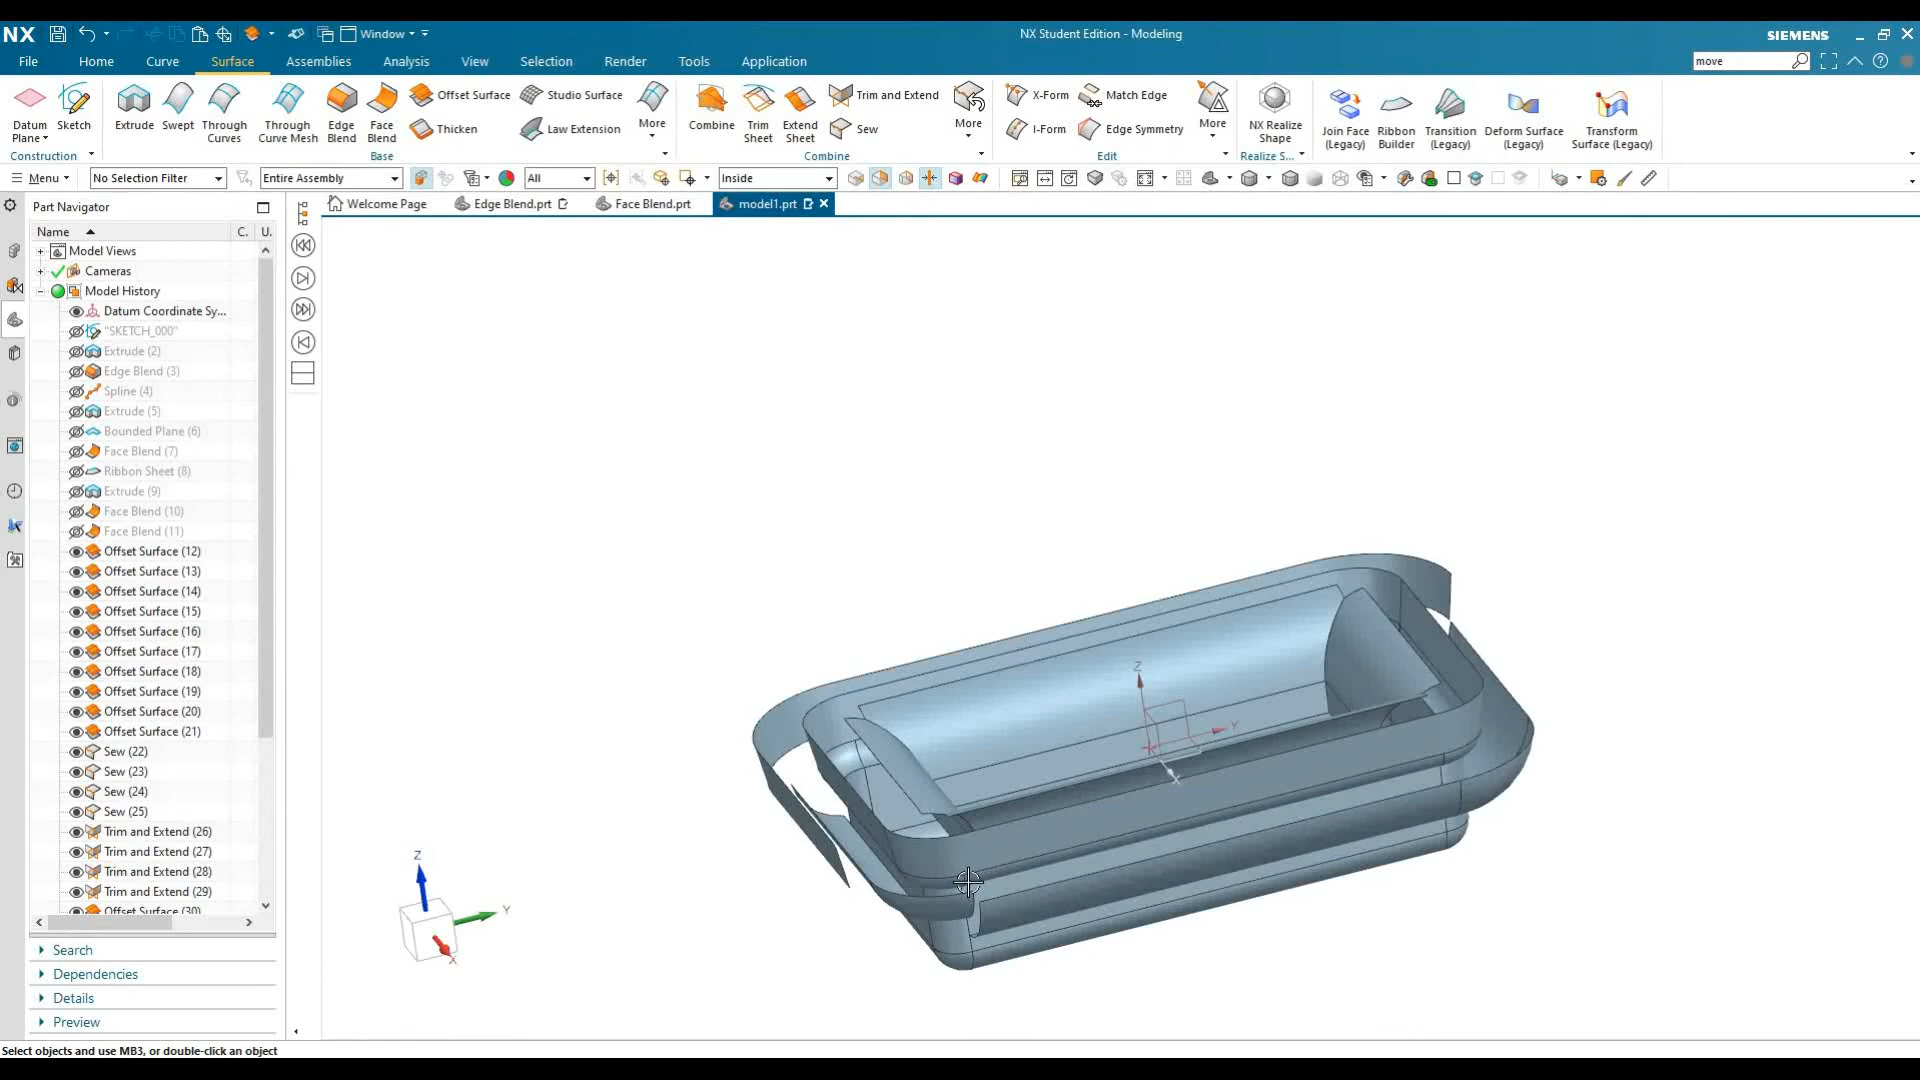 NX
Window
NX Student Edition - Modeling
SIEMENS
File
Home
Curve
Surface
Assemblies
Analysis
View
Selection
Render
Tools
Application
move
Datum
Plane
Sketch
Construction
Extrude
Swept
Through
Curves
Through
Curve Mesh
Edge
Blend
Face
Blend
Offset Surface
Thicken
Studio Surface
Law Extension
More
Base
Combine
Trim
Sheet
Extend
Sheet
Trim and Extend
Sew
More
Combine
X-Form
I-Form
Match Edge
Edge Symmetry
More
Edit
NX Realize
Shape
Realize S...
Join Face
(Legacy)
Ribbon
Builder
Transition
(Legacy)
Deform Surface
(Legacy)
Transform
Surface (Legacy)
Menu
No Selection Filter
Entire Assembly
All
Inside
Part Navigator
Welcome Page
Edge Blend.prt
Face Blend.prt
model1.prt
Name
C.
U.
Model Views
Cameras
Model History
Datum Coordinate Sy...
"SKETCH_000"
Extrude (2)
Edge Blend (3)
Spline (4)
Extrude (5)
Bounded Plane (6)
Face Blend (7)
Ribbon Sheet (8)
Extrude (9)
Face Blend (10)
Face Blend (11)
Offset Surface (12)
Offset Surface (13)
Offset Surface (14)
Offset Surface (15)
Offset Surface (16)
Offset Surface (17)
Offset Surface (18)
Offset Surface (19)
Offset Surface (20)
Offset Surface (21)
Sew (22)
Sew (23)
Sew (24)
Sew (25)
Trim and Extend (26)
Trim and Extend (27)
Trim and Extend (28)
Trim and Extend (29)
Offset Surface (30)
Search
Dependencies
Details
Preview
Z
Y
X
Z
Y
X
Select objects and use MB3, or double-click an object